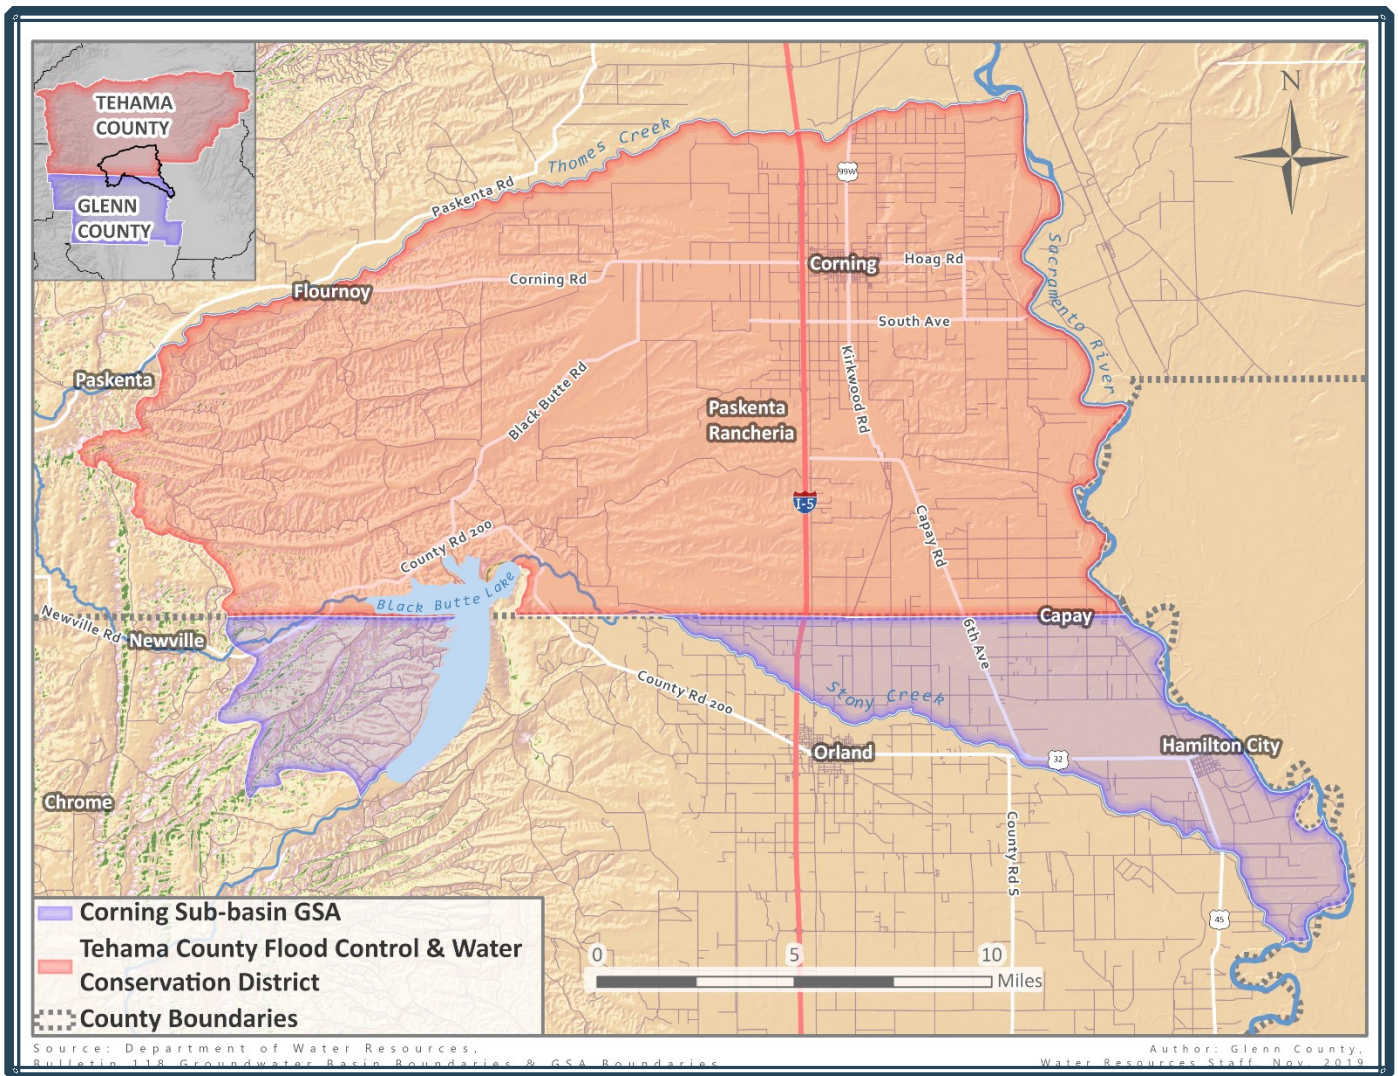 TEHAMA
COUNTY
GLENN
COUNTY
N
Thomes Creek
Paskenta Rd
99W
Sacramento River
Corning
Hoag Rd
Corning Rd
Flournoy
South Ave
Paskenta
Kirkwood Rd
Black Butte Rd
Paskenta
Rancheria
I-5
Capay Rd
County Rd 200
Black Butte Lake
Capay
Newville Rd
Newville
6th Ave
County Rd 200
Stony Creek
Orland
32
Hamilton City
Chrome
County Rd S
45
Corning Sub-basin GSA
Tehama County Flood Control & Water
Conservation District
County Boundaries
0 5 10
Miles
Source: Department of Water Resources,
Bulletin 118 Groundwater Basin Boundaries & GSA Boundaries
Author: Glenn County,
Water Resources Staff, Nov. 2019